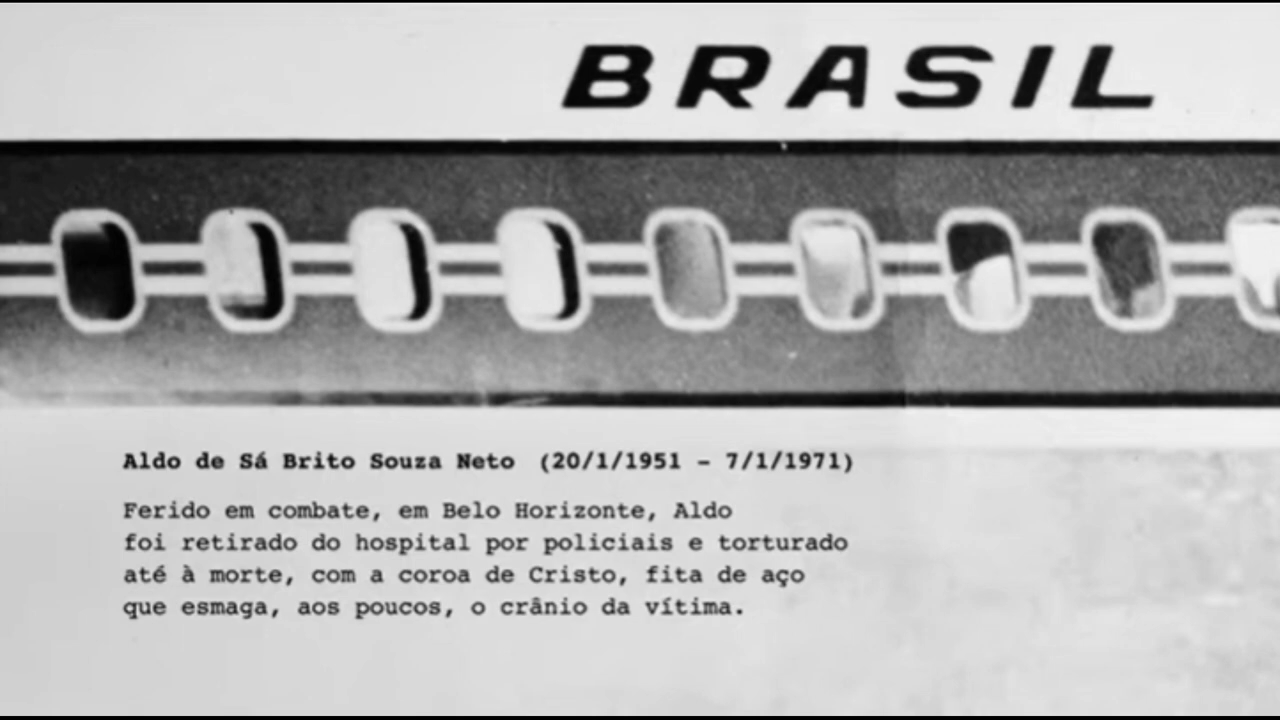 BRASIL
Aldo de Sá Brito Souza Neto (20/1/1951 – 7/1/1971)
Ferido em combate, em Belo Horizonte, Aldo
foi retirado do hospital por policiais e torturado
até à morte, com a coroa de Cristo, fita de aço
que esmaga, aos poucos, o crânio da vítima.